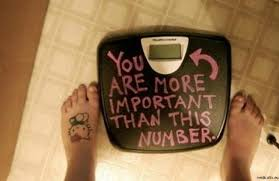 YOU
ARE MORE
IMPORTANT
THAN THIS
NUMBER.